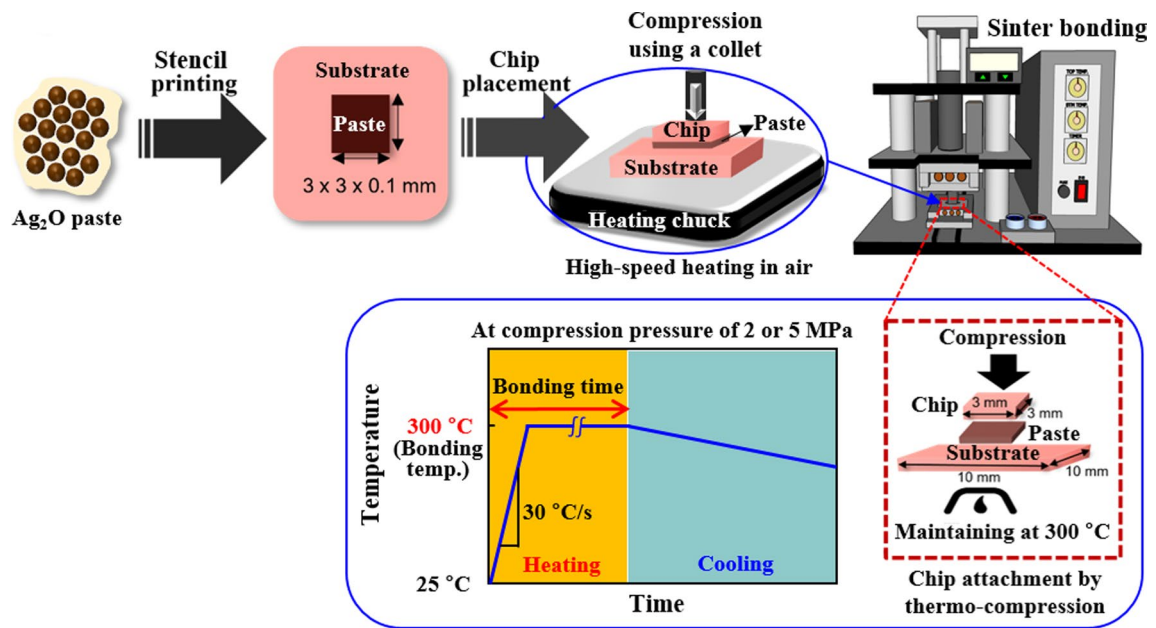 Stencil
printing
Substrate
Paste
3 x 3 x 0.1 mm
Ag₂O paste
Chip
placement
Compression
using a collet
Chip
Paste
Substrate
Heating chuck
High-speed heating in air
Sinter bonding
TOP TEMP.
BTM TEMP.
TIMER
At compression pressure of 2 or 5 MPa
Bonding time
300 °C
(Bonding
temp.)
30 °C/s
25 °C
Heating
Cooling
Temperature
Time
Compression
Chip
3 mm
3 mm
Paste
Substrate
10 mm
10 mm
Maintaining at 300 °C
Chip attachment by
thermo-compression